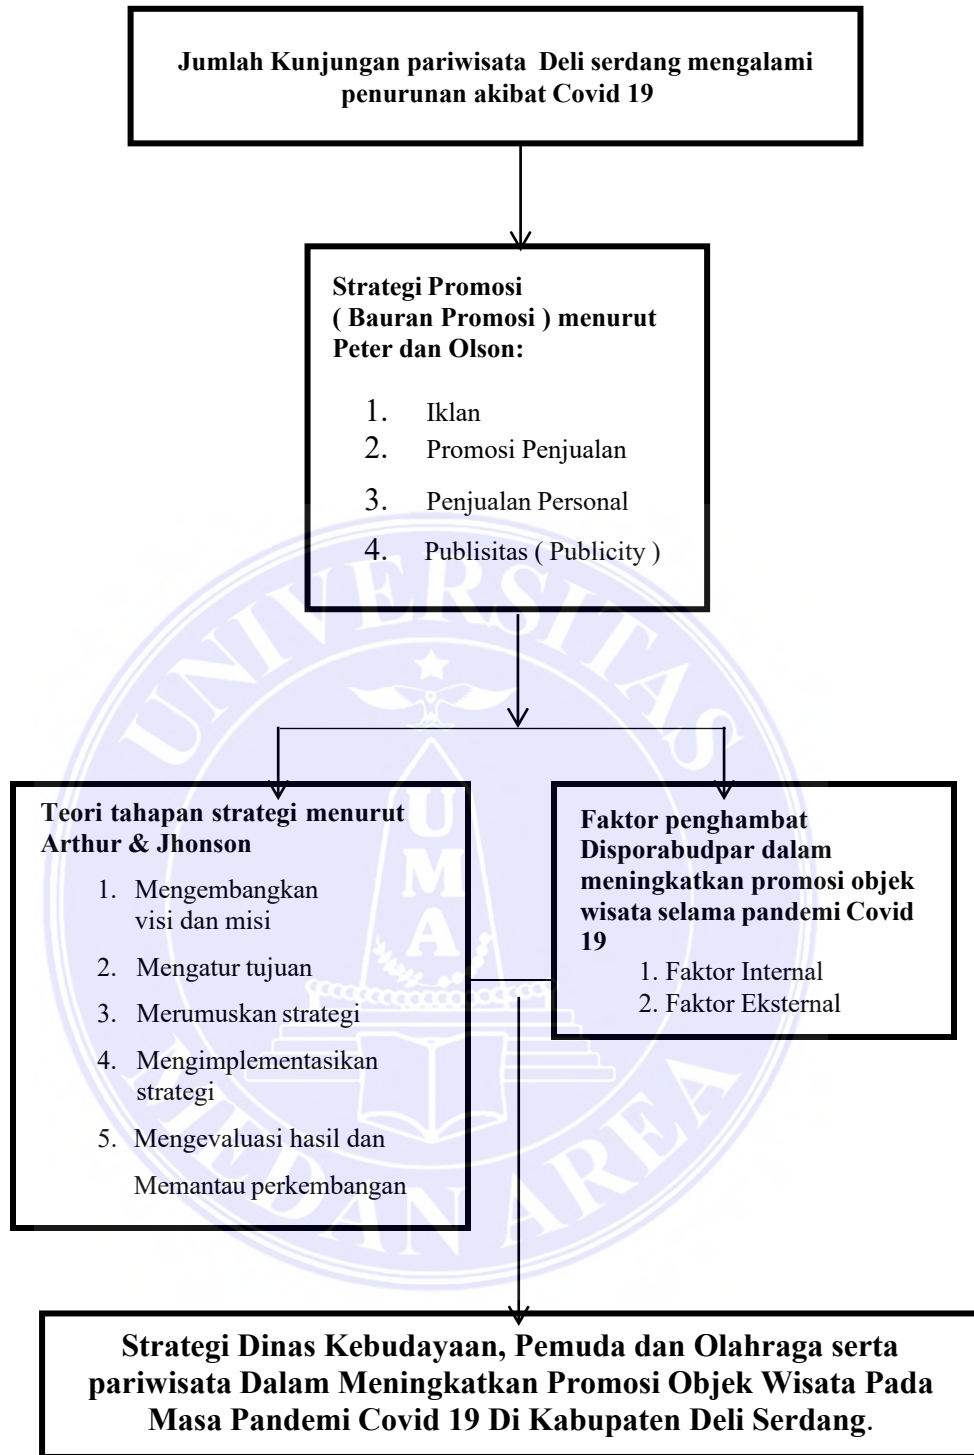 Jumlah Kunjungan pariwisata Deli serdang mengalami
penurunan akibat Covid 19
Strategi Promosi
( Bauran Promosi ) menurut
Peter dan Olson:
1. Iklan
2. Promosi Penjualan
3. Penjualan Personal
4. Publisitas ( Publicity )
Teori tahapan strategi menurut
Arthur & Jhonson
1. Mengembangkan
visi dan misi
2. Mengatur tujuan
3. Merumuskan strategi
4. Mengimplementasikan
strategi
5. Mengevaluasi hasil dan
Memantau perkembangan
Faktor penghambat
Disporabudpar dalam
meningkatkan promosi objek
wisata selama pandemi Covid
19
1. Faktor Internal
2. Faktor Eksternal
Strategi Dinas Kebudayaan, Pemuda dan Olahraga serta
pariwisata Dalam Meningkatkan Promosi Objek Wisata Pada
Masa Pandemi Covid 19 Di Kabupaten Deli Serdang.
UNIVERSITAS
MEDAN AREA
UMA